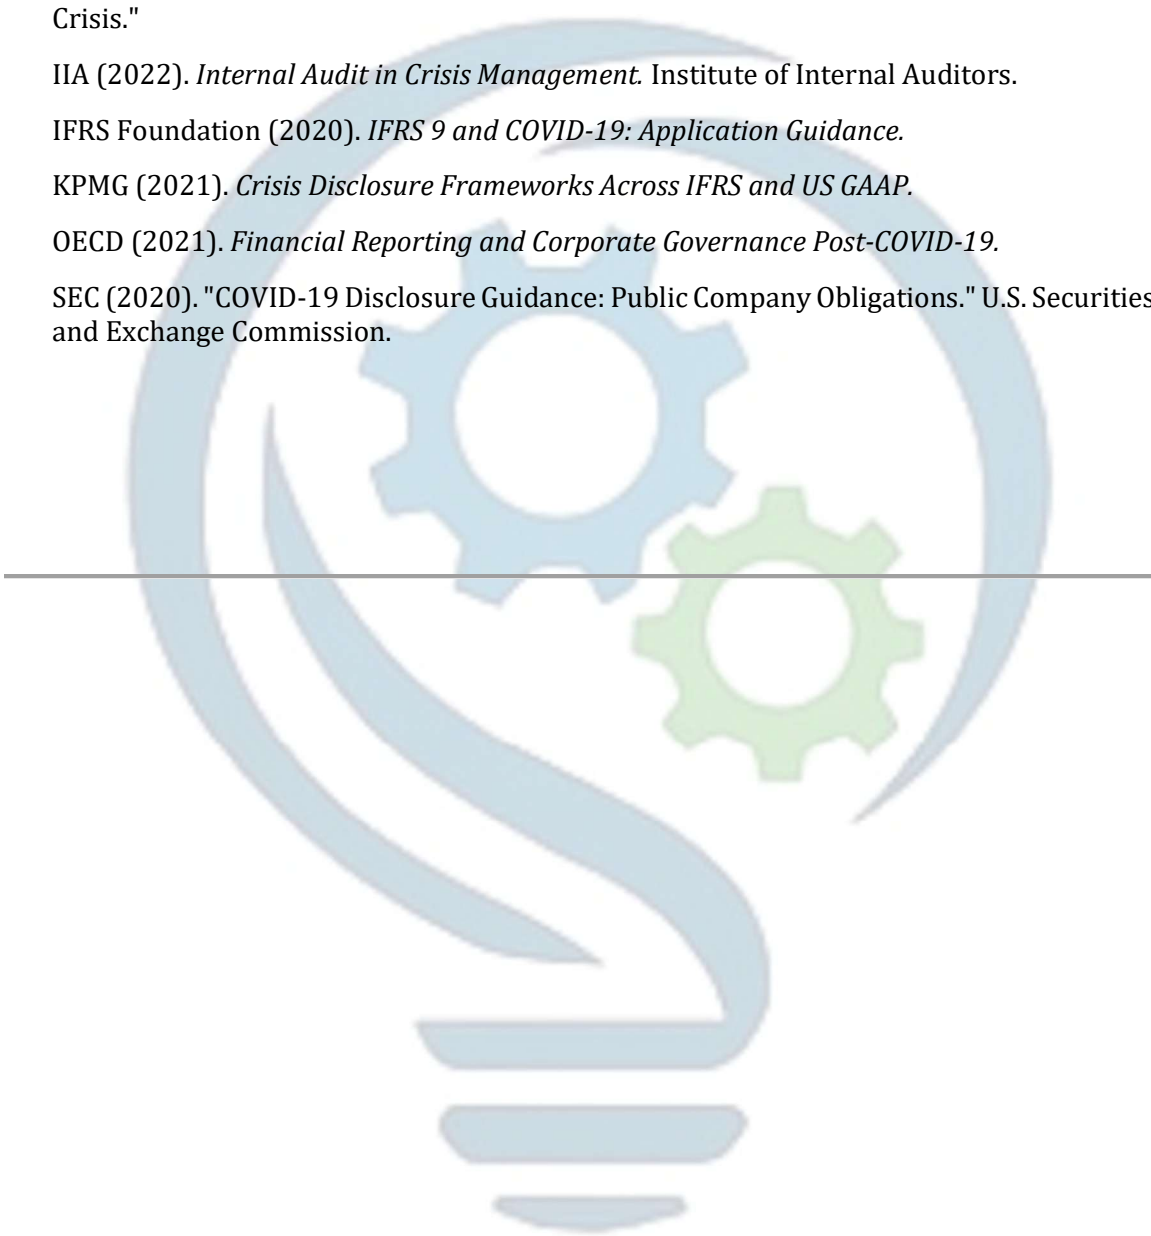 Crisis."
IIA (2022). Internal Audit in Crisis Management. Institute of Internal Auditors.
IFRS Foundation (2020). IFRS 9 and COVID-19: Application Guidance.
KPMG (2021). Crisis Disclosure Frameworks Across IFRS and US GAAP.
OECD (2021). Financial Reporting and Corporate Governance Post-COVID-19.
SEC (2020). "COVID-19 Disclosure Guidance: Public Company Obligations." U.S. Securities
and Exchange Commission.